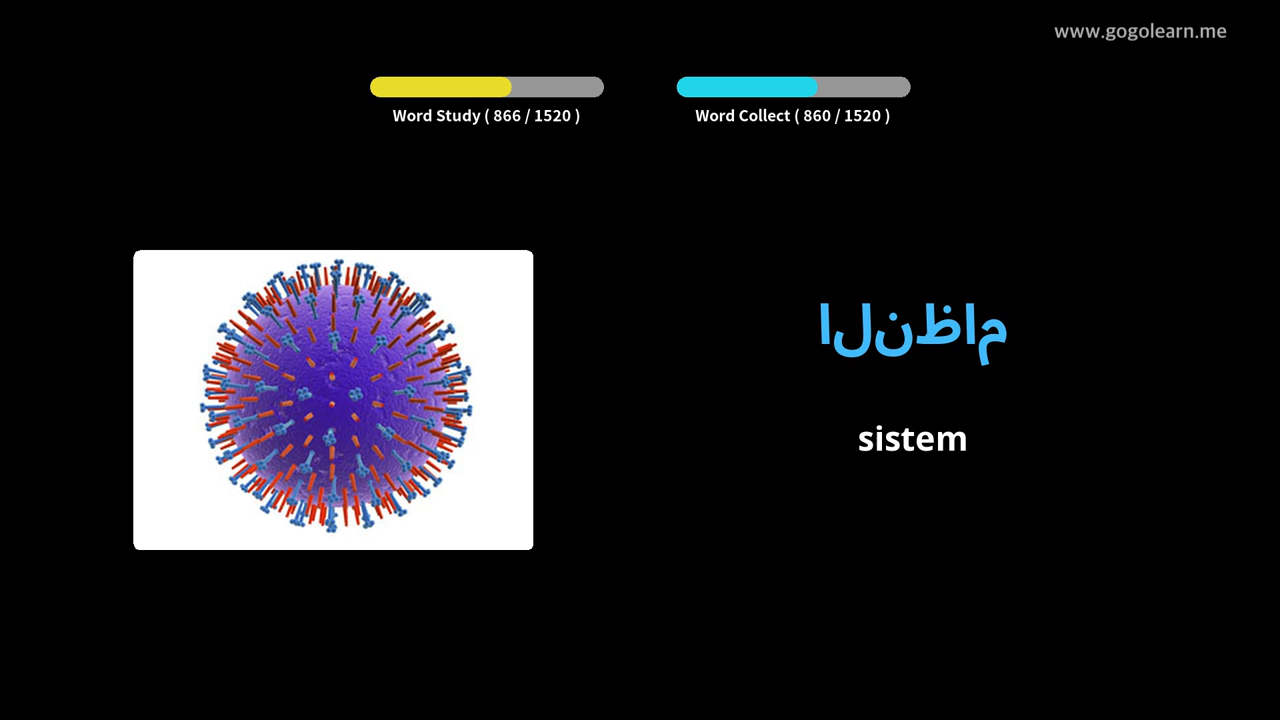 www.gogolearn.me
Word Study ( 866 / 1520 )
Word Collect ( 860 / 1520 )
النظام
sistem